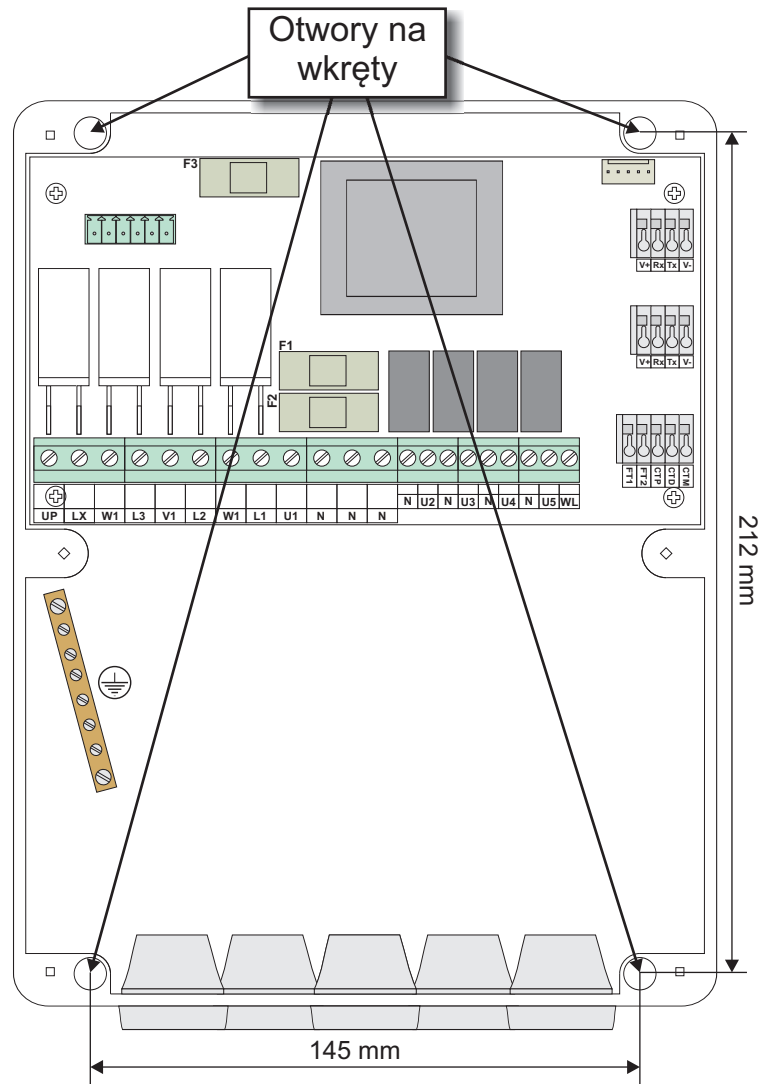 Otwory na
wkręty
F3
V+ Rx Tx V-
F1
V+ Rx Tx V-
F2
FT1 FT2 CTP CTD CTM
N U2 N U3 N U4 N U5 WL
UP LX W1 L3 V1 L2 W1 L1 U1 N N N
212 mm
145 mm